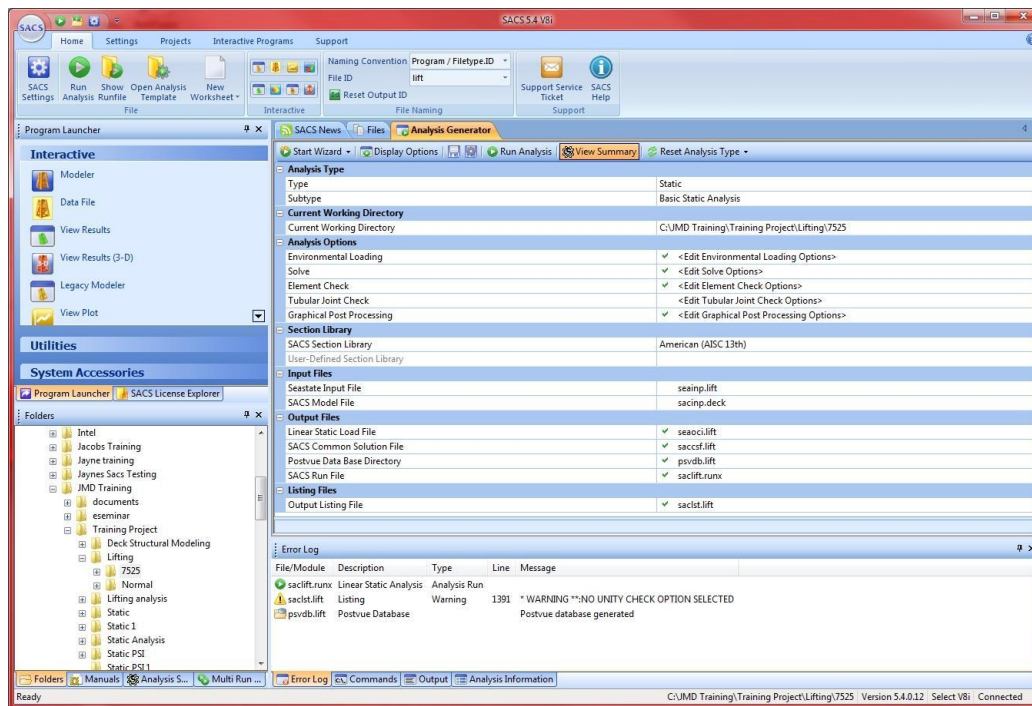 SACS 5.4 V8i
SACS
Home Settings Projects Interactive Programs Support
SACS Settings
Run Analysis
Show Runfile
Open Analysis Template
New Worksheet
File
Interactive
Naming Convention Program / Filetype.ID
File ID lift
Reset Output ID
File Naming
Support Service Ticket
SACS Help
Support
Program Launcher
Interactive
Modeler
Data File
View Results
View Results (3-D)
Legacy Modeler
View Plot
Utilities
System Accessories
Program Launcher SACS License Explorer
Folders
Intel
Jacobs Training
Jayne training
Jaynes Sacs Testing
JMD Training
documents
eseminar
Training Project
Deck Structural Modeling
Lifting
7525
Normal
Lifting analysis
Static
Static 1
Static Analysis
Static PSI
Static PSI 1
Folders Manuals Analysis S... Multi Run ...
SACS News Files Analysis Generator
Start Wizard Display Options Run Analysis View Summary Reset Analysis Type
Analysis Type
Type Static
Subtype Basic Static Analysis
Current Working Directory
Current Working Directory C:\JMD Training\Training Project\Lifting\7525
Analysis Options
Environmental Loading <Edit Environmental Loading Options>
Solve <Edit Solve Options>
Element Check <Edit Element Check Options>
Tubular Joint Check <Edit Tubular Joint Check Options>
Graphical Post Processing <Edit Graphical Post Processing Options>
Section Library
SACS Section Library American (AISC 13th)
User-Defined Section Library
Input Files
Seastate Input File seainp.lift
SACS Model File sacinp.deck
Output Files
Linear Static Load File seaoci.lift
SACS Common Solution File saccsf.lift
Postvue Data Base Directory psvdb.lift
SACS Run File saclift.runx
Listing Files
Output Listing File saclst.lift
Error Log
File/Module Description Type Line Message
saclift.runx Linear Static Analysis Analysis Run
saclst.lift Listing Warning 1391 * WARNING **:NO UNITY CHECK OPTION SELECTED
psvdb.lift Postvue Database Postvue database generated
Error Log Commands Output Analysis Information
Ready C:\JMD Training\Training Project\Lifting\7525 Version 5.4.0.12 Select V8i Connected